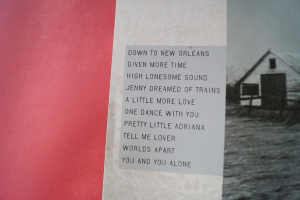 DOWN TO NEW ORLEANS
GIVEN MORE TIME
HIGH LONESOME SOUND
JENNY DREAMED OF TRAINS
A LITTLE MORE LOVE
ONE DANCE WITH YOU
PRETTY LITTLE ADRIANA
TELL ME LOVER
WORLDS APART
YOU AND YOU ALONE